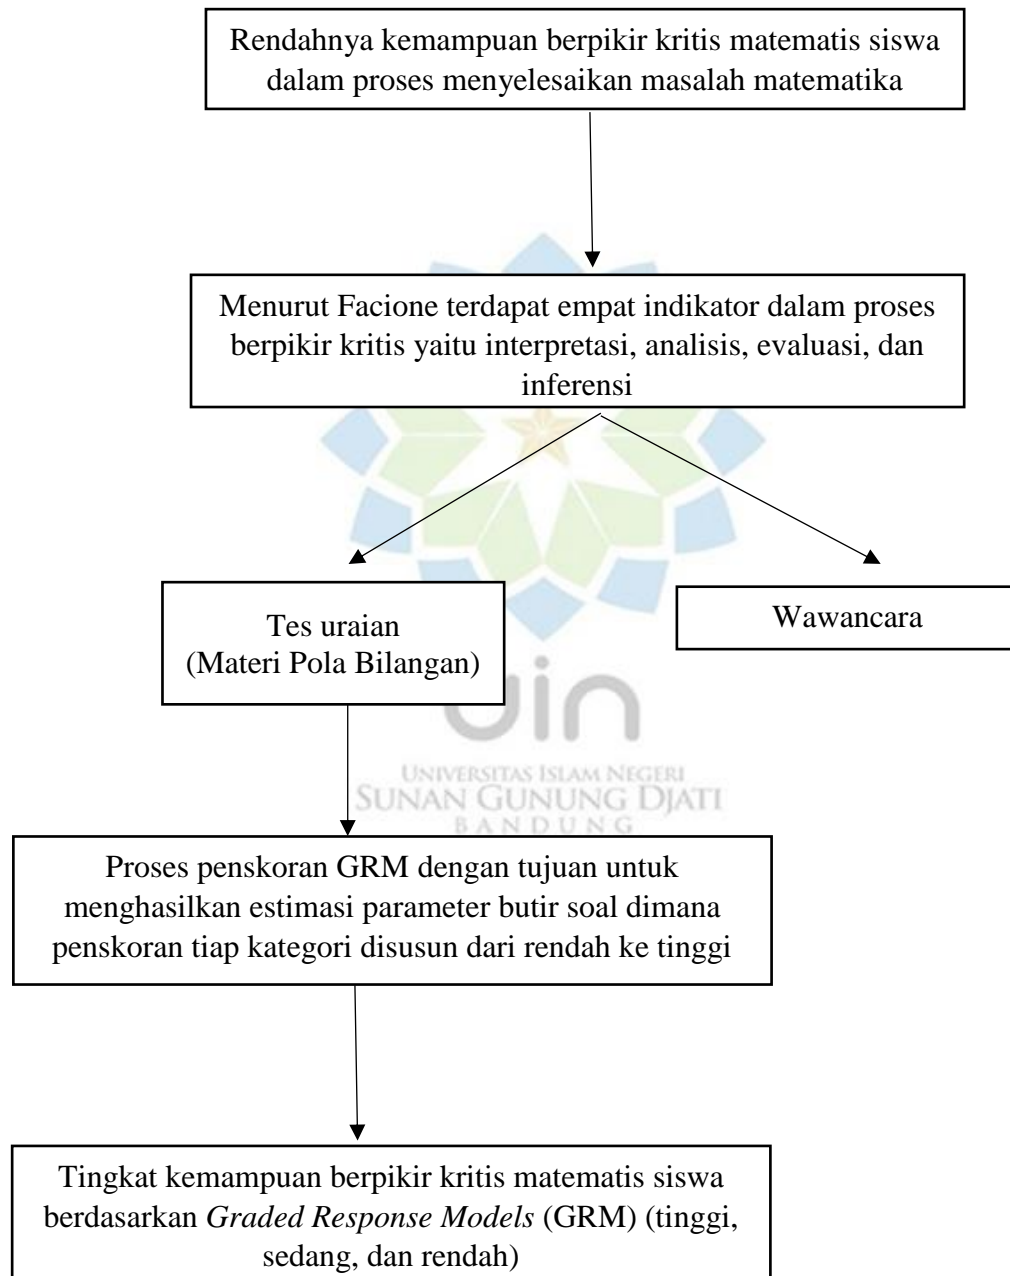 Rendahnya kemampuan berpikir kritis matematis siswa
dalam proses menyelesaikan masalah matematika
Menurut Facione terdapat empat indikator dalam proses
berpikir kritis yaitu interpretasi, analisis, evaluasi, dan
inferensi
Tes uraian
(Materi Pola Bilangan)
Wawancara
uin
UNIVERSITAS ISLAM NEGERI
SUNAN GUNUNG DJATI
BANDUNG
Proses penskoran GRM dengan tujuan untuk
menghasilkan estimasi parameter butir soal dimana
penskoran tiap kategori disusun dari rendah ke tinggi
Tingkat kemampuan berpikir kritis matematis siswa
berdasarkan Graded Response Models (GRM) (tinggi,
sedang, dan rendah)